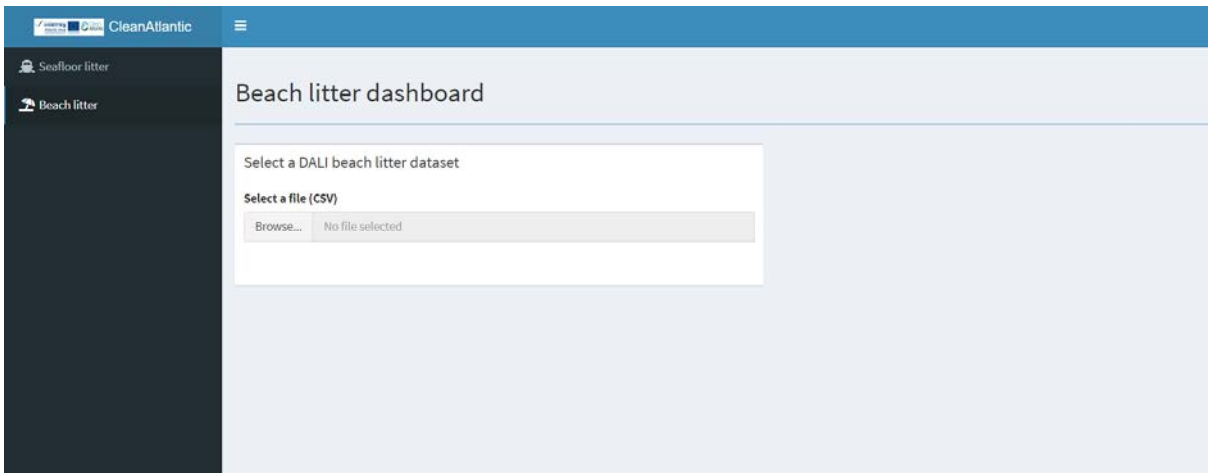 CleanAtlantic
Seafloor litter
Beach litter
Beach litter dashboard
Select a DALI beach litter dataset
Select a file (CSV)
Browse... No file selected